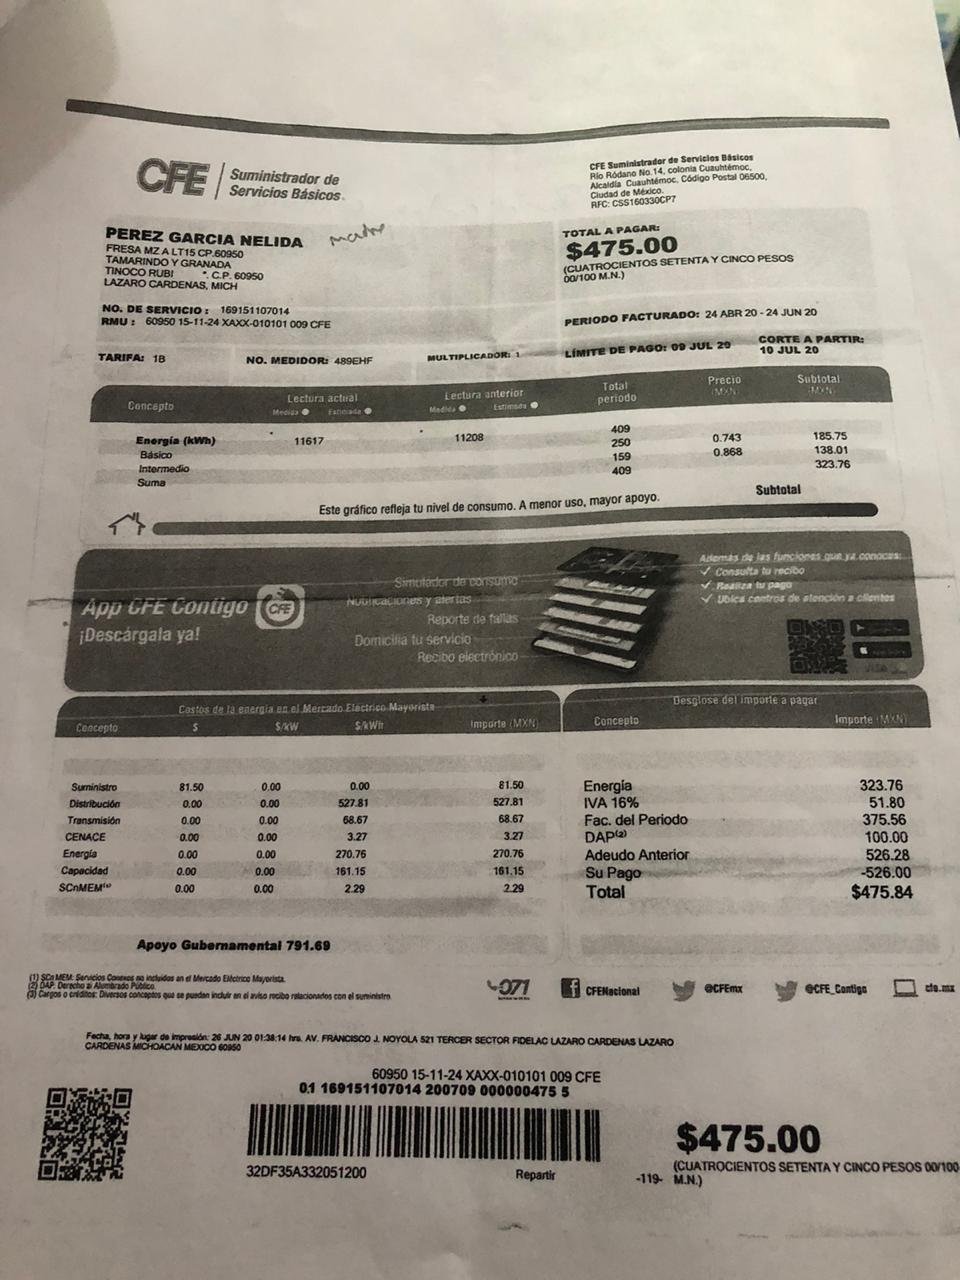 CFE Suministrador de
Servicios Básicos
CFE Suministrador de Servicios Básicos
Río Ródano No.14, colonia Cuauhtémoc,
Alcaldía Cuauhtémoc, Código Postal 06500,
Ciudad de México.
RFC: CSS160330CP7
PEREZ GARCIA NELIDA
madre
FRESA MZ A LT15 CP.60950
TAMARINDO Y GRANADA
TINOCO RUBI *. C.P. 60950
LAZARO CARDENAS, MICH
TOTAL A PAGAR:
$475.00
(CUATROCIENTOS SETENTA Y CINCO PESOS
00/100 M.N.)
NO. DE SERVICIO : 169151107014
RMU : 60950 15-11-24 XAXX-010101 009 CFE
PERIODO FACTURADO: 24 ABR 20 - 24 JUN 20
TARIFA: 1B NO. MEDIDOR: 489EHF MULTIPLICADOR: 1 LÍMITE DE PAGO: 09 JUL 20 CORTE A PARTIR:
10 JUL 20
Concepto Lectura actual Lectura anterior Total periodo Precio (MXN) Subtotal (MXN)
Medida Estimada Medida Estimada
Energía (kWh) 11617 11208 409
Básico 250 0.743 185.75
Intermedio 159 0.868 138.01
Suma 409 323.76
Subtotal
Este gráfico refleja tu nivel de consumo. A menor uso, mayor apoyo.
App CFE Contigo CFE
¡Descárgala ya!
Simulador de consumo
Notificaciones y alertas
Reporte de fallas
Domicilia tu servicio
Recibo electrónico
Además de las funciones que ya conoces:
✓ Consulta tu recibo
✓ Realiza tu pago
✓ Ubica centros de atención a clientes
Costos de la energía en el Mercado Eléctrico Mayorista
Concepto $ $/kW $/kWh Importe (MXN)
Suministro 81.50 0.00 0.00 81.50
Distribución 0.00 0.00 527.81 527.81
Transmisión 0.00 0.00 68.67 68.67
CENACE 0.00 0.00 3.27 3.27
Energía 0.00 0.00 270.76 270.76
Capacidad 0.00 0.00 161.15 161.15
SCnMEM(1) 0.00 0.00 2.29 2.29
Apoyo Gubernamental 791.69
Desglose del importe a pagar
Concepto Importe (MXN)
Energía 323.76
IVA 16% 51.80
Fac. del Periodo 375.56
DAP(2) 100.00
Adeudo Anterior 526.28
Su Pago -526.00
Total $475.84
(1) SCnMEM: Servicios Conexos no incluidos en el Mercado Eléctrico Mayorista.
(2) DAP: Derecho al Alumbrado Público.
(3) Cargos o créditos: Diversos conceptos que se pueden incluir en el aviso recibo relacionados con el suministro.
071 CFENacional @CFEmx @CFE_Contigo cfe.mx
Fecha, hora y lugar de impresión: 26 JUN 20 01:38:14 hrs. AV. FRANCISCO J. NOYOLA 521 TERCER SECTOR FIDELAC LAZARO CARDENAS LAZARO
CARDENAS MICHOACAN MEXICO 60950
60950 15-11-24 XAXX-010101 009 CFE
01 169151107014 200709 000000475 5
32DF35A332051200 Repartir
-119-
$475.00
(CUATROCIENTOS SETENTA Y CINCO PESOS 00/100
M.N.)